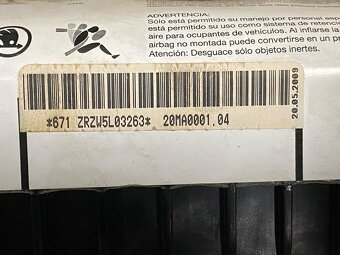 ADVERTENCIA:
Sólo está permitido su manejo por personal espe
está permitido su uso como sistema de retención
aire para ocupantes de vehículos. Al inflarse la
airbag no montada puede convertirse en un p
Atención: Desguace sólo objetos inertes.
*671 ZRZW5L03263* 20MA0001.04
20.05.2009